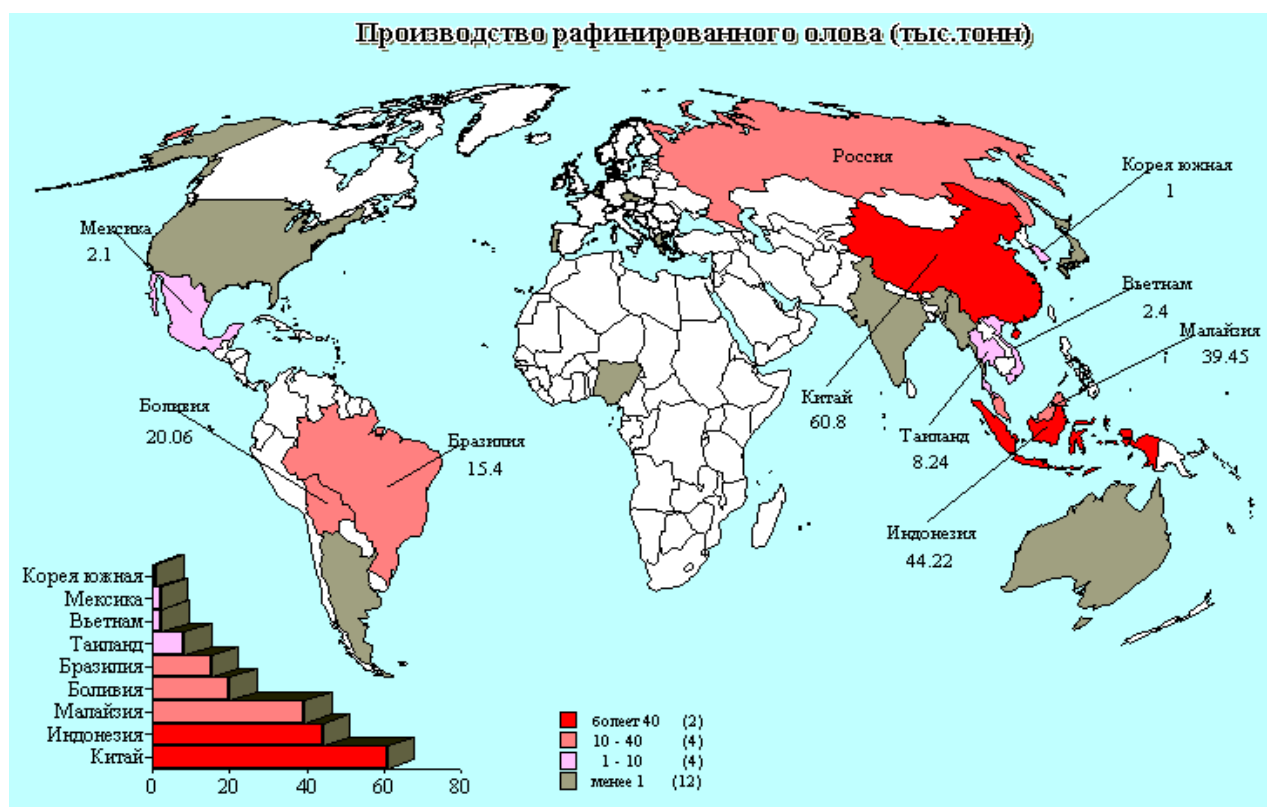 Производство рафинированного олова (тыс.тонн)
Россия
Корея южная
1
Мексика
2.1
Вьетнам
2.4
Малайзия
39.45
Китай
60.8
Боливия
20.06
Бразилия
15.4
Таиланд
8.24
Индонезия
44.22
Корея южная
Мексика
Вьетнам
Таиланд
Бразилия
Боливия
Малайзия
Индонезия
Китай
0 20 40 60 80
болеет 40 (2)
10 - 40 (4)
1 - 10 (4)
менее 1 (12)